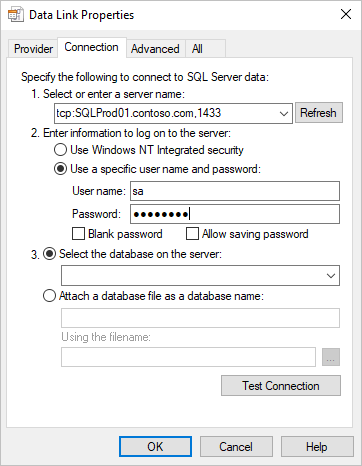 Data Link Properties
Provider Connection Advanced All
Specify the following to connect to SQL Server data:
1. Select or enter a server name:
tcp:SQLProd01.contoso.com,1433 Refresh
2. Enter information to log on to the server:
Use Windows NT Integrated security
Use a specific user name and password:
User name: sa
Password: ●●●●●●●●
Blank password Allow saving password
3. Select the database on the server:
Attach a database file as a database name:
Using the filename:
...
Test Connection
OK Cancel Help